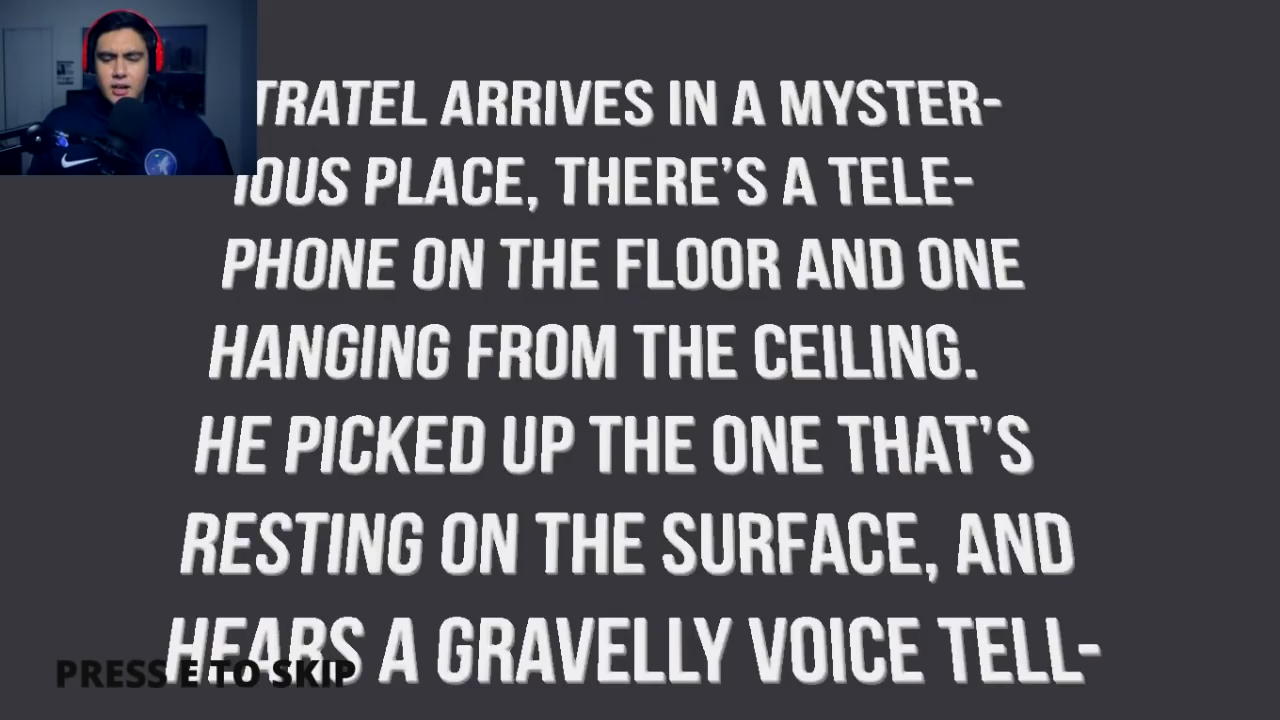 TRATEL ARRIVES IN A MYSTER-
IOUS PLACE, THERE'S A TELE-
PHONE ON THE FLOOR AND ONE
HANGING FROM THE CEILING.
HE PICKED UP THE ONE THAT'S
RESTING ON THE SURFACE, AND
HEARS A GRAVELLY VOICE TELL-
PRESS E TO SKIP